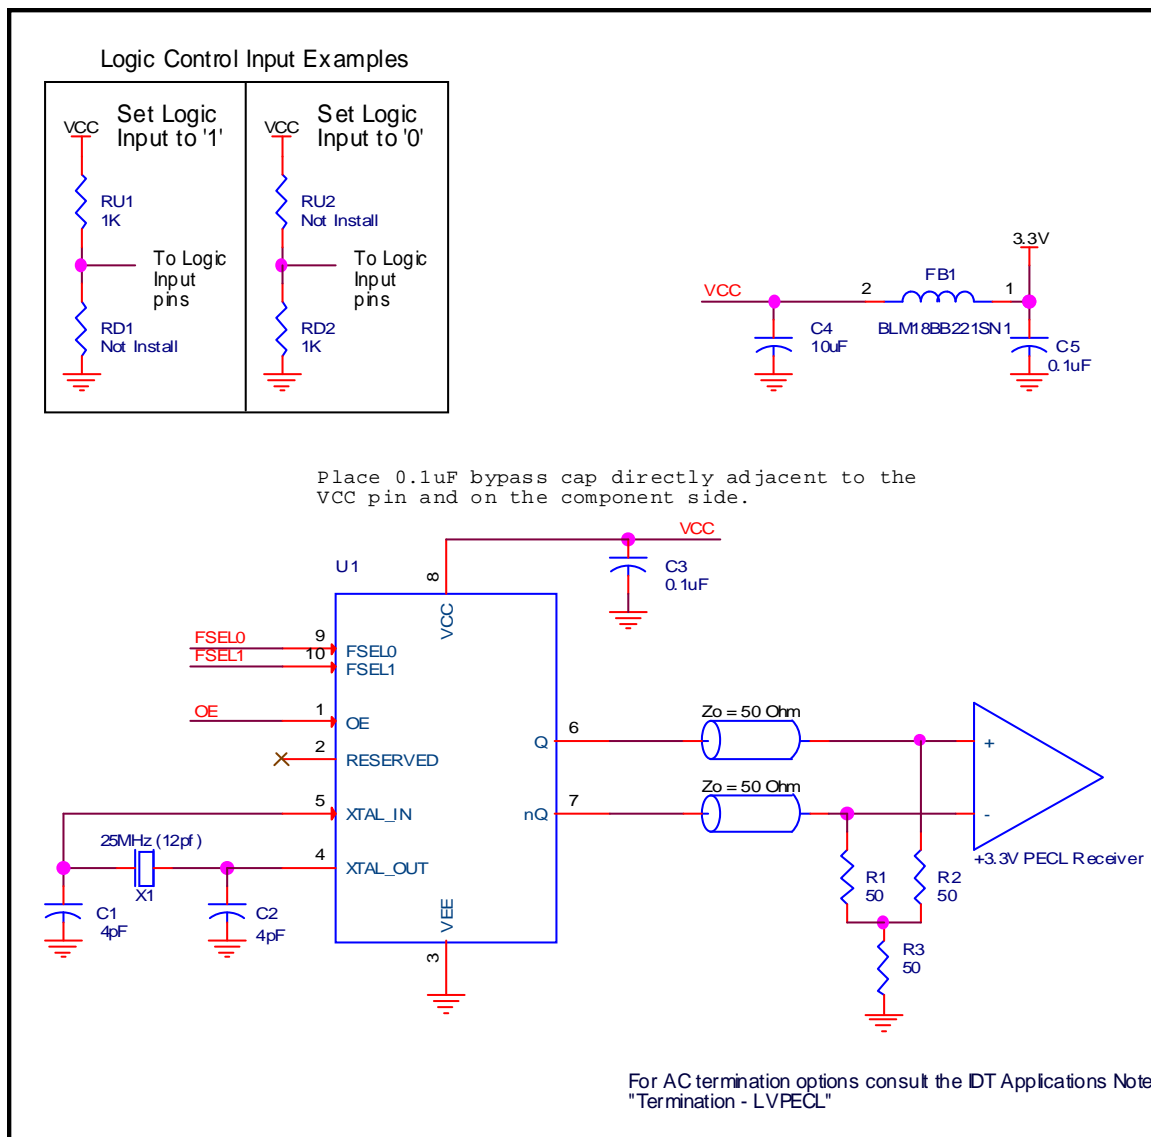 Logic Control Input Examples
Set Logic
Input to '1'
VCC
RU1
1K
To Logic
Input
pins
RD1
Not Install
Set Logic
Input to '0'
VCC
RU2
Not Install
To Logic
Input
pins
RD2
1K
3.3V
VCC
2
FB1
1
BLM18BB221SN1
C4
10uF
C5
0.1uF
Place 0.1uF bypass cap directly adjacent to the
VCC pin and on the component side.
VCC
C3
0.1uF
U1
8
VCC
FSEL0
9
FSEL0
FSEL1
10
FSEL1
OE
1
OE
2
RESERVED
5
XTAL_IN
4
XTAL_OUT
25MHz (12pf)
X1
C1
4pF
C2
4pF
VEE
3
Q
6
nQ
7
Zo = 50 Ohm
Zo = 50 Ohm
+
-
+3.3V PECL Receiver
R1
50
R2
50
R3
50
For AC termination options consult the IDT Applications Note
"Termination - LVPECL"